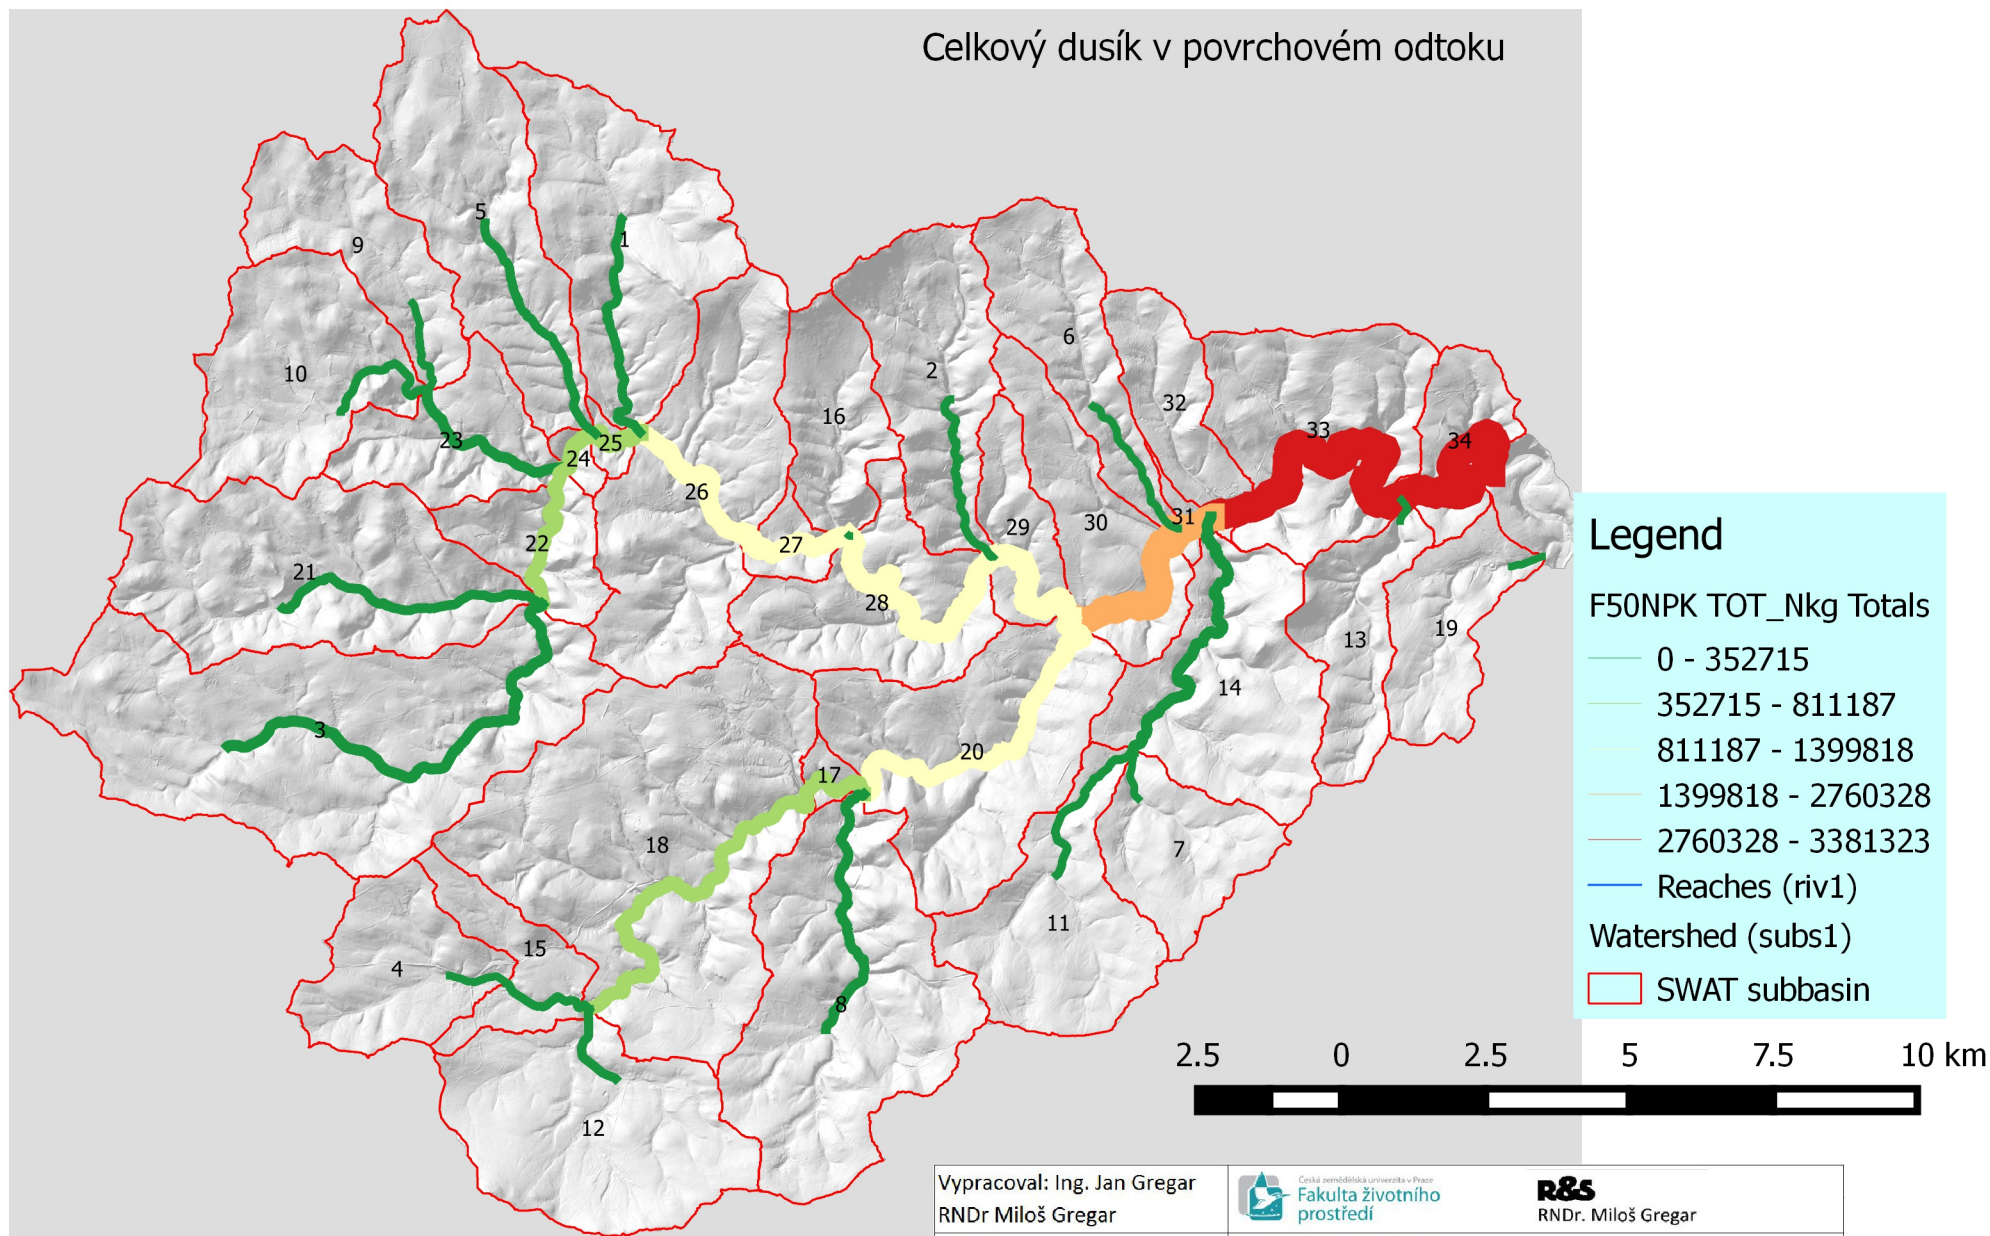 Celkový dusík v povrchovém odtoku
5
1
9
6
2
10
32
16
33
34
23
25
24
26
31
30
29
22
27
21
28
19
13
14
3
20
17
18
7
11
15
4
8
12
Legend
F50NPK TOT_Nkg Totals
0 - 352715
352715 - 811187
811187 - 1399818
1399818 - 2760328
2760328 - 3381323
Reaches (riv1)
Watershed (subs1)
SWAT subbasin
2.5 0 2.5 5 7.5 10 km
Vypracoval: Ing. Jan Gregar
RNDr Miloš Gregar
Česká zemědělská univerzita v Praze
Fakulta životního
prostředí
R&S
RNDr. Miloš Gregar